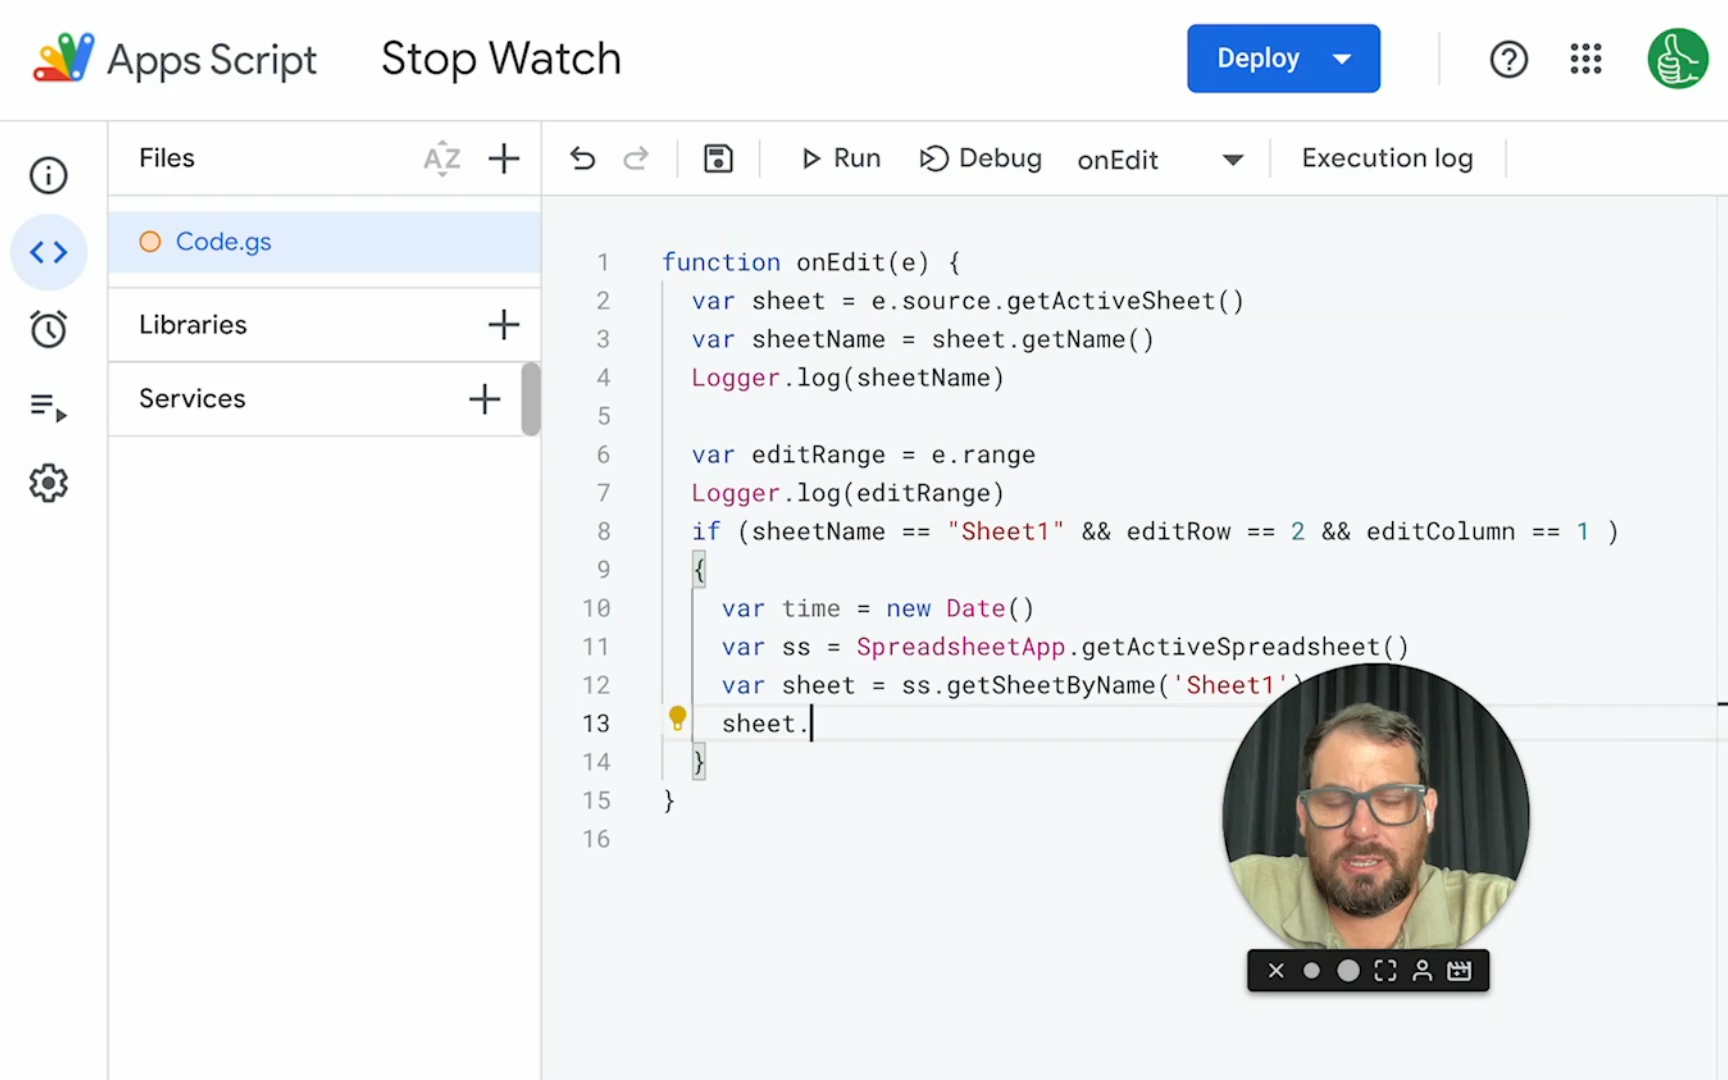 Apps Script
Stop Watch
Deploy
Files
AZ
Run
Debug
onEdit
Execution log
Code.gs
Libraries
Services
1 function onEdit(e) {
2 var sheet = e.source.getActiveSheet()
3 var sheetName = sheet.getName()
4 Logger.log(sheetName)
5
6 var editRange = e.range
7 Logger.log(editRange)
8 if (sheetName == "Sheet1" && editRow == 2 && editColumn == 1 )
9 {
10 var time = new Date()
11 var ss = SpreadsheetApp.getActiveSpreadsheet()
12 var sheet = ss.getSheetByName('Sheet1')
13 sheet.
14 }
15 }
16